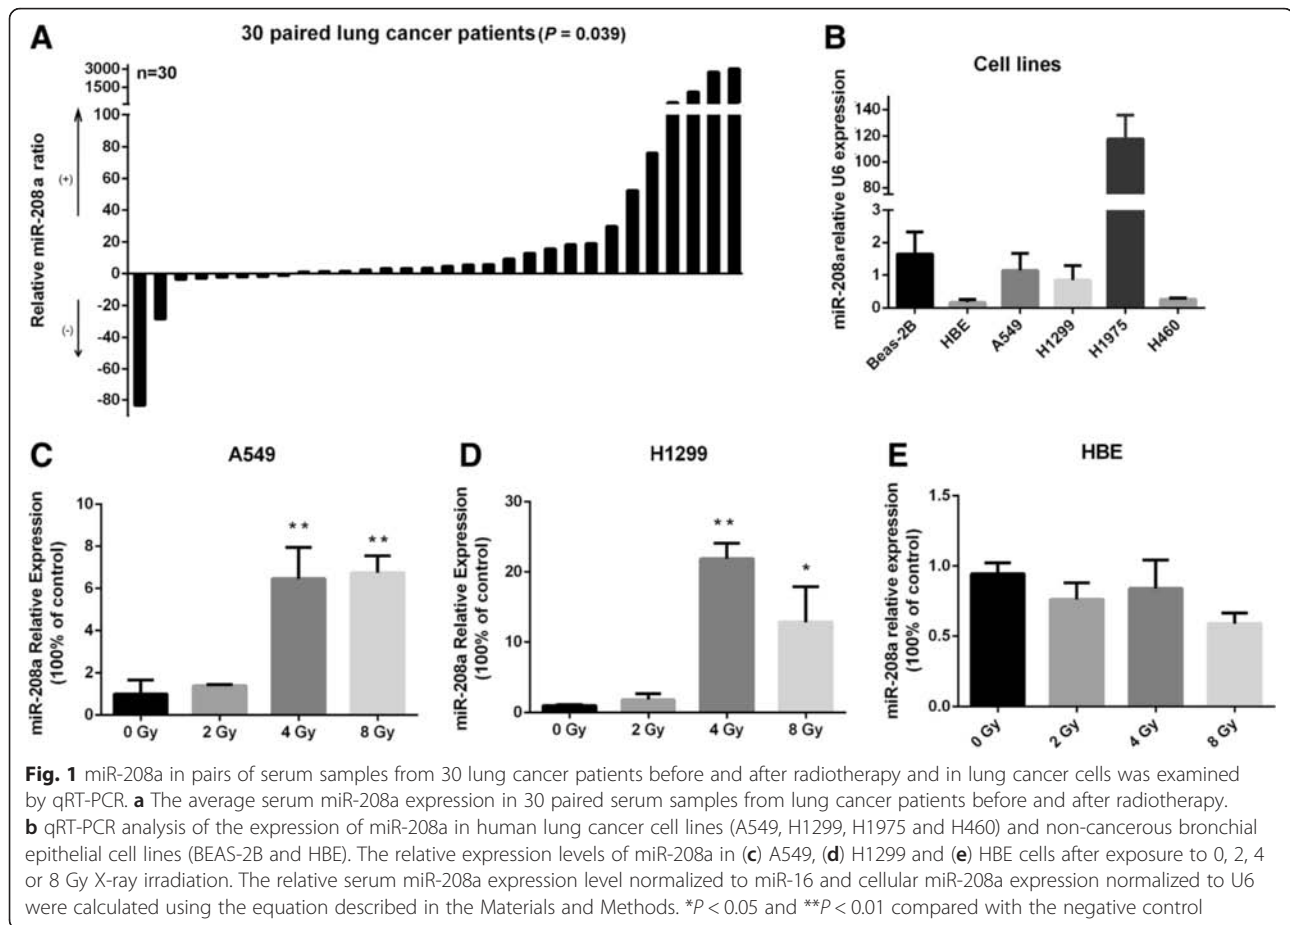 A
30 paired lung cancer patients (P = 0.039)
n=30
Relative miR-208a ratio
(+)
(-)
3000
1500
100
80
60
40
20
0
-20
-40
-60
-80
B
Cell lines
miR-208a relative U6 expression
140
120
100
80
3
2
1
0
Beas-2B
HBE
A549
H1299
H1975
H460
C
A549
miR-208a Relative Expression
(100% of control)
10
8
6
4
2
0
** **
0 Gy 2 Gy 4 Gy 8 Gy
D
H1299
miR-208a Relative Expression
(100% of control)
30
20
10
0
** *
0 Gy 2 Gy 4 Gy 8 Gy
E
HBE
miR-208a relative expression
(100% of control)
1.5
1.0
0.5
0.0
0 Gy 2 Gy 4 Gy 8 Gy
Fig. 1 miR-208a in pairs of serum samples from 30 lung cancer patients before and after radiotherapy and in lung cancer cells was examined
by qRT-PCR. a The average serum miR-208a expression in 30 paired serum samples from lung cancer patients before and after radiotherapy.
b qRT-PCR analysis of the expression of miR-208a in human lung cancer cell lines (A549, H1299, H1975 and H460) and non-cancerous bronchial
epithelial cell lines (BEAS-2B and HBE). The relative expression levels of miR-208a in (c) A549, (d) H1299 and (e) HBE cells after exposure to 0, 2, 4
or 8 Gy X-ray irradiation. The relative serum miR-208a expression level normalized to miR-16 and cellular miR-208a expression normalized to U6
were calculated using the equation described in the Materials and Methods. *P < 0.05 and **P < 0.01 compared with the negative control